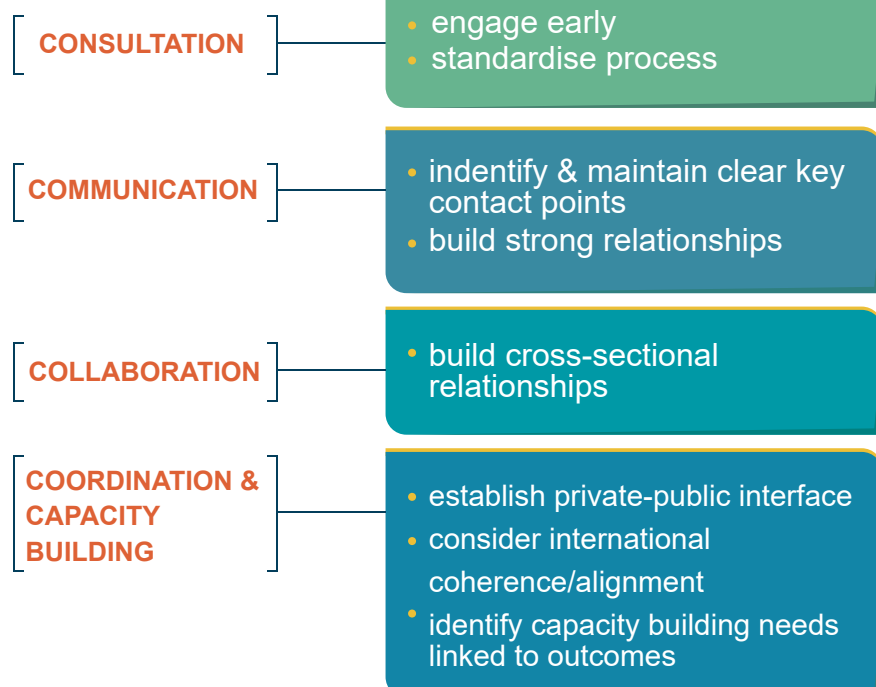 CONSULTATION
• engage early
• standardise process
COMMUNICATION
• indentify & maintain clear key
contact points
• build strong relationships
COLLABORATION
• build cross-sectional
relationships
COORDINATION &
CAPACITY
BUILDING
• establish private-public interface
• consider international
coherence/alignment
• identify capacity building needs
linked to outcomes